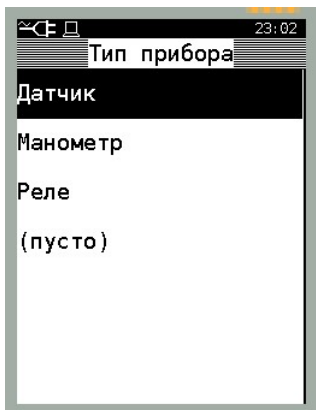 23:02
Тип прибора
Датчик
Манометр
Реле
(пусто)